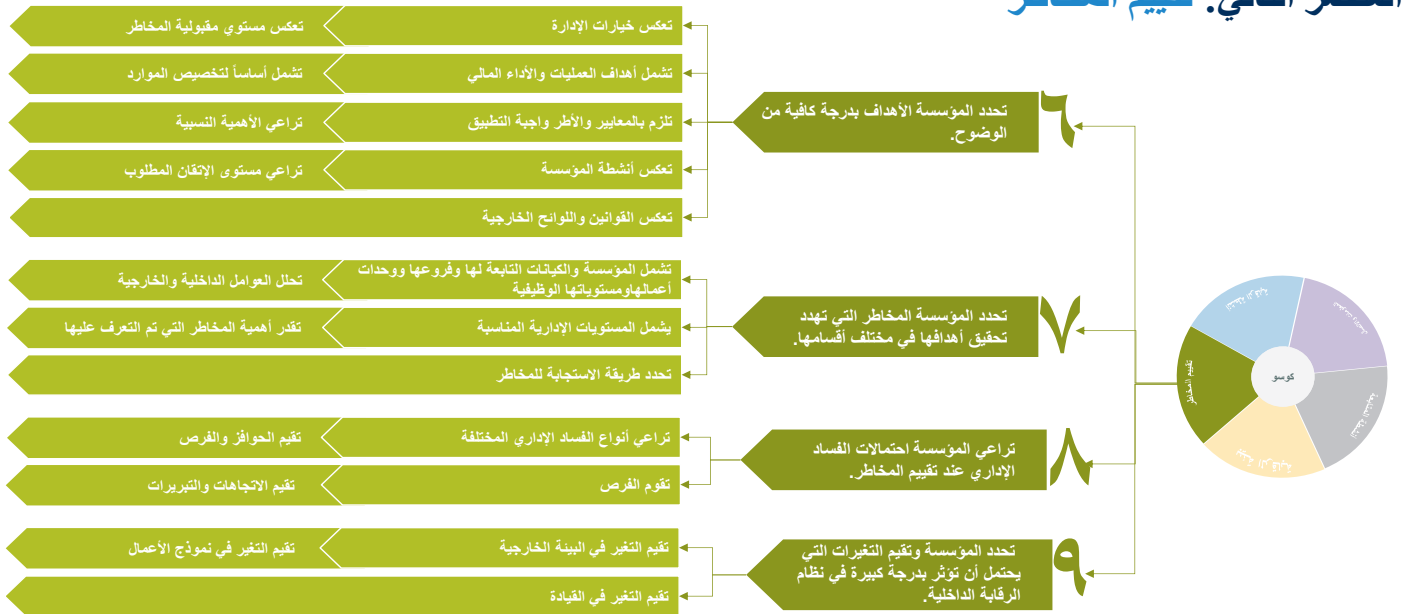 العنصر الثاني: تقييم المخاطر
٦
تحدد المؤسسة الأهداف بدرجة كافية من
الوضوح.
تعكس خيارات الإدارة
تعكس مستوي مقبولية المخاطر
تشمل أهداف العمليات والأداء المالي
تشمل أساساً لتخصيص الموارد
تلزم بالمعايير والأطر واجبة التطبيق
تراعي الأهمية النسبية
تعكس أنشطة المؤسسة
تراعي مستوى الإتقان المطلوب
تعكس القوانين واللوائح الخارجية
٧
تحدد المؤسسة المخاطر التي تهدد
تحقيق أهدافها في مختلف أقسامها.
تشمل المؤسسة والكيانات التابعة لها وفروعها ووحدات
أعمالهاومستوياتها الوظيفية
تحلل العوامل الداخلية والخارجية
يشمل المستويات الإدارية المناسبة
تقدر أهمية المخاطر التي تم التعرف عليها
تحدد طريقة الاستجابة للمخاطر
٨
تراعي المؤسسة احتمالات الفساد
الإداري عند تقييم المخاطر.
تراعي أنواع الفساد الإداري المختلفة
تقيم الحوافز والفرص
تقوم الفرص
تقيم الاتجاهات والتبريرات
٩
تحدد المؤسسة وتقيم التغيرات التي
يحتمل أن تؤثر بدرجة كبيرة في نظام
الرقابة الداخلية.
تقيم التغير في البيئة الخارجية
تقيم التغير في نموذج الأعمال
تقيم التغير في القيادة
كوسو
تقييم المخاطر